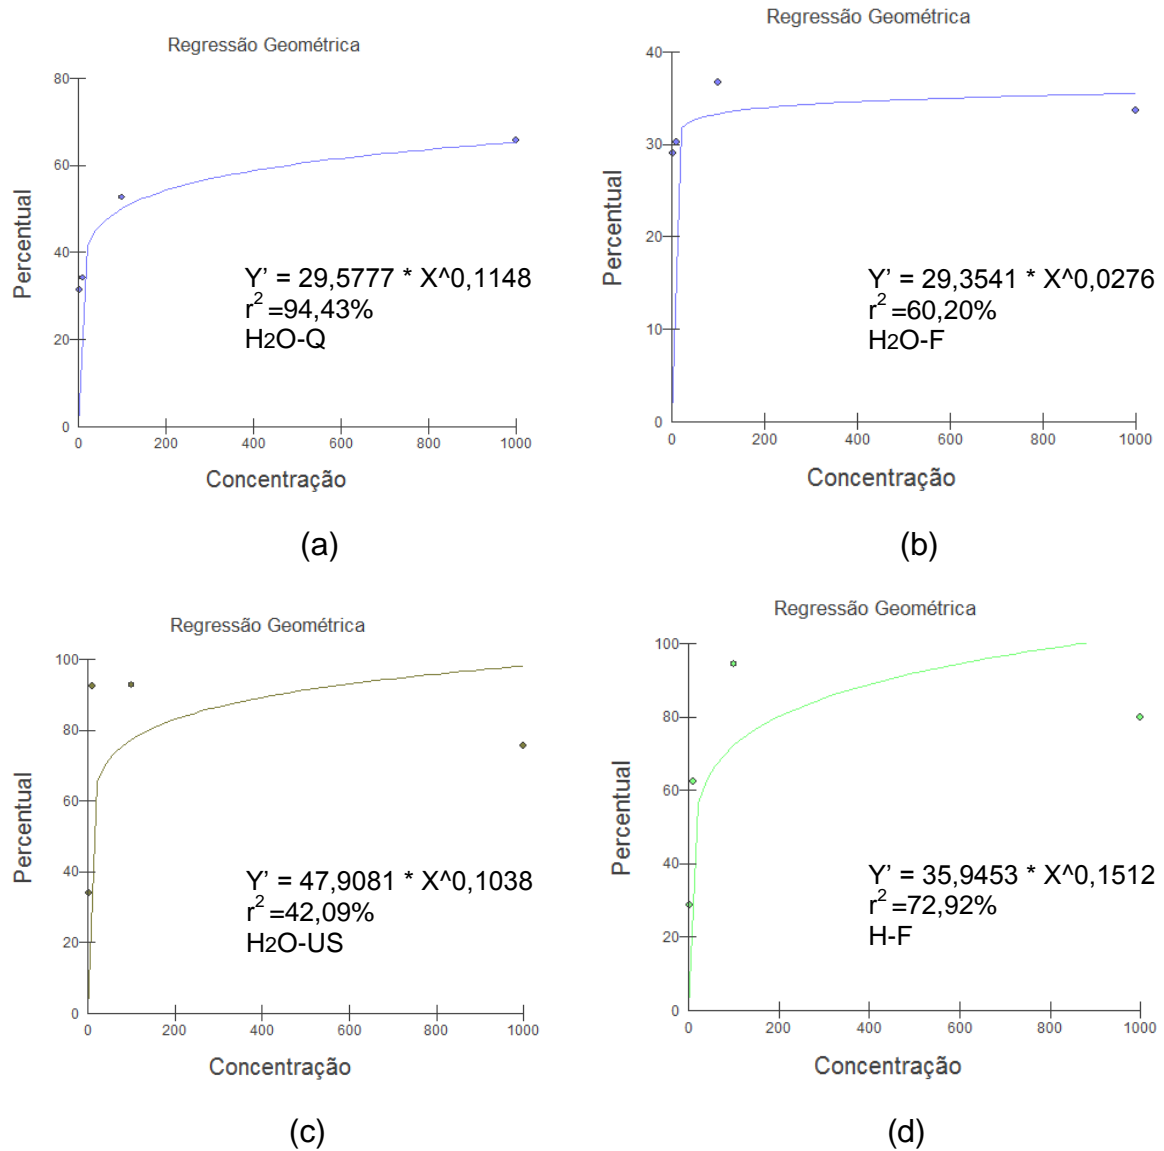 Regressão Geométrica
80
60
40
20
0
0 200 400 600 800 1000
Percentual
Concentração
Y’ = 29,5777 * X^0,1148
r² =94,43%
H2O-Q
(a)
Regressão Geométrica
40
30
20
10
0
0 200 400 600 800 1000
Percentual
Concentração
Y’ = 29,3541 * X^0,0276
r² =60,20%
H2O-F
(b)
Regressão Geométrica
100
80
60
40
20
0
0 200 400 600 800 1000
Percentual
Concentração
Y’ = 47,9081 * X^0,1038
r² =42,09%
H2O-US
(c)
Regressão Geométrica
100
80
60
40
20
0
0 200 400 600 800 1000
Percentual
Concentração
Y’ = 35,9453 * X^0,1512
r² =72,92%
H-F
(d)